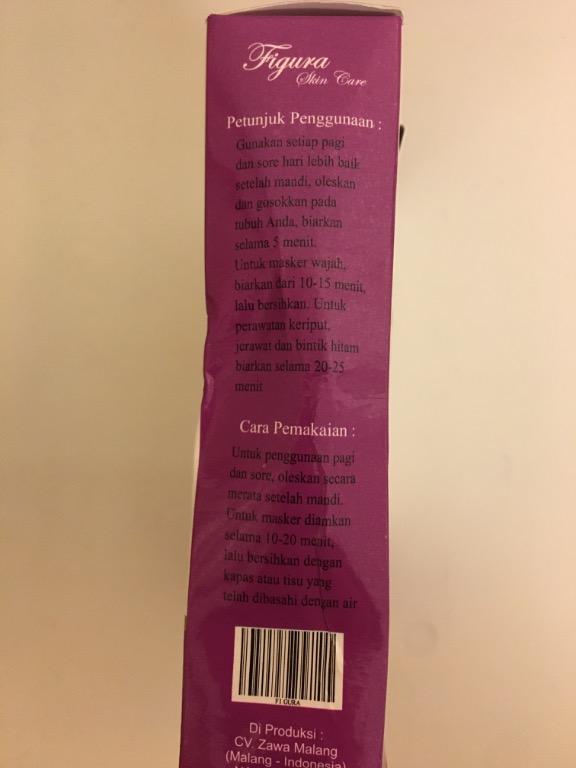 Figura
Skin Care
Petunjuk Penggunaan :
Gunakan setiap pagi
dan sore hari lebih baik
setelah mandi, oleskan
dan gosokkan pada
tubuh Anda, biarkan
selama 5 menit.
Untuk masker wajah,
biarkan dari 10-15 menit,
lalu bersihkan. Untuk
perawatan keriput,
jerawat dan bintik hitam
biarkan selama 20-25
menit
Cara Pemakaian :
Untuk penggunaan pagi
dan sore, oleskan secara
merata setelah mandi.
Untuk masker diamkan
selama 10-20 menit,
lalu bersihkan dengan
kapas atau tisu yang
telah dibasahi dengan air
FIGURA
Di Produksi :
CV. Zawa Malang
(Malang - Indonesia)